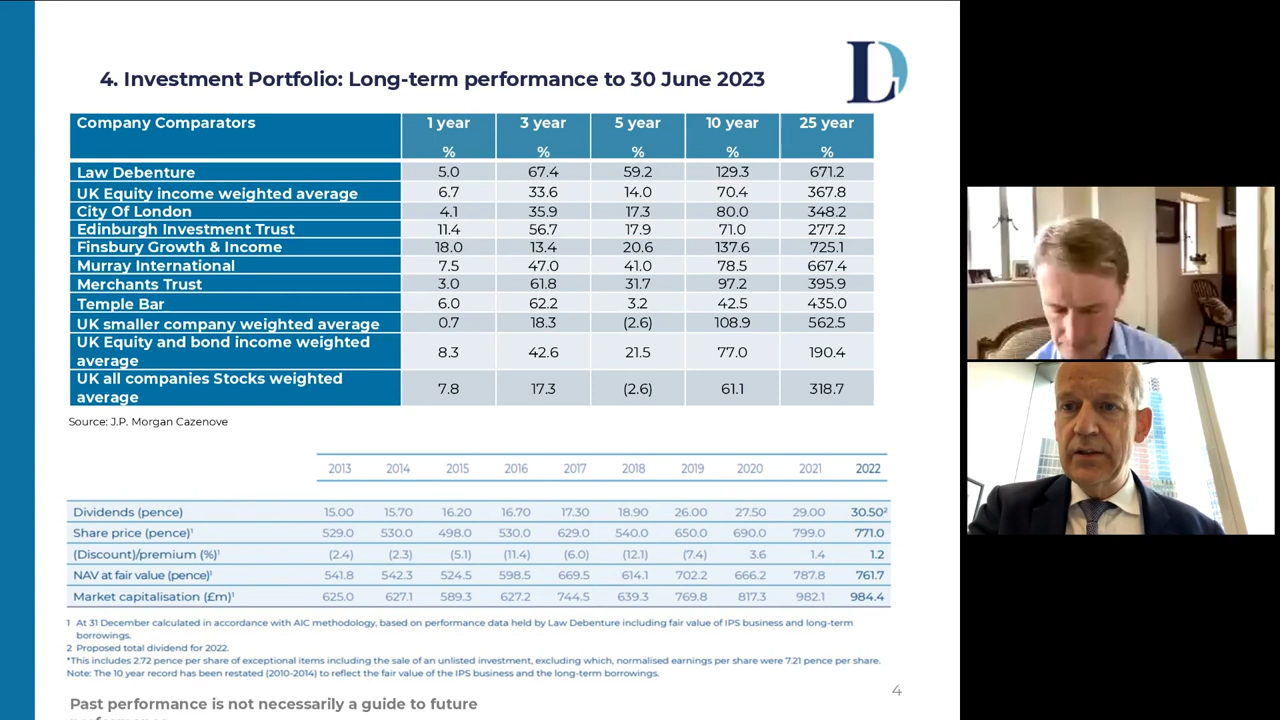 4. Investment Portfolio: Long-term performance to 30 June 2023
LD
Company Comparators 1 year 3 year 5 year 10 year 25 year
% % % % %
Law Debenture 5.0 67.4 59.2 129.3 671.2
UK Equity income weighted average 6.7 33.6 14.0 70.4 367.8
City Of London 4.1 35.9 17.3 80.0 348.2
Edinburgh Investment Trust 11.4 56.7 17.9 71.0 277.2
Finsbury Growth & Income 18.0 13.4 20.6 137.6 725.1
Murray International 7.5 47.0 41.0 78.5 667.4
Merchants Trust 3.0 61.8 31.7 97.2 395.9
Temple Bar 6.0 62.2 3.2 42.5 435.0
UK smaller company weighted average 0.7 18.3 (2.6) 108.9 562.5
UK Equity and bond income weighted
average 8.3 42.6 21.5 77.0 190.4
UK all companies Stocks weighted
average 7.8 17.3 (2.6) 61.1 318.7
Source: J.P. Morgan Cazenove
2013 2014 2015 2016 2017 2018 2019 2020 2021 2022
Dividends (pence) 15.00 15.70 16.20 16.70 17.30 18.90 26.00 27.50 29.00 30.50²
Share price (pence)¹ 529.0 530.0 498.0 530.0 629.0 540.0 650.0 690.0 799.0 771.0
(Discount)/premium (%)¹ (2.4) (2.3) (5.1) (11.4) (6.0) (12.1) (7.4) 3.6 1.4 1.2
NAV at fair value (pence)¹ 541.8 542.3 524.5 598.5 669.5 614.1 702.2 666.2 787.8 761.7
Market capitalisation (£m)¹ 625.0 627.1 589.3 627.2 744.5 639.3 769.8 817.3 982.1 984.4
1 At 31 December calculated in accordance with AIC methodology, based on performance data held by Law Debenture including fair value of IPS business and long-term
borrowings.
2 Proposed total dividend for 2022.
*This includes 2.72 pence per share of exceptional items including the sale of an unlisted investment, excluding which, normalised earnings per share were 7.21 pence per share.
Note: The 10 year record has been restated (2010-2014) to reflect the fair value of the IPS business and the long-term borrowings.
4
Past performance is not necessarily a guide to future